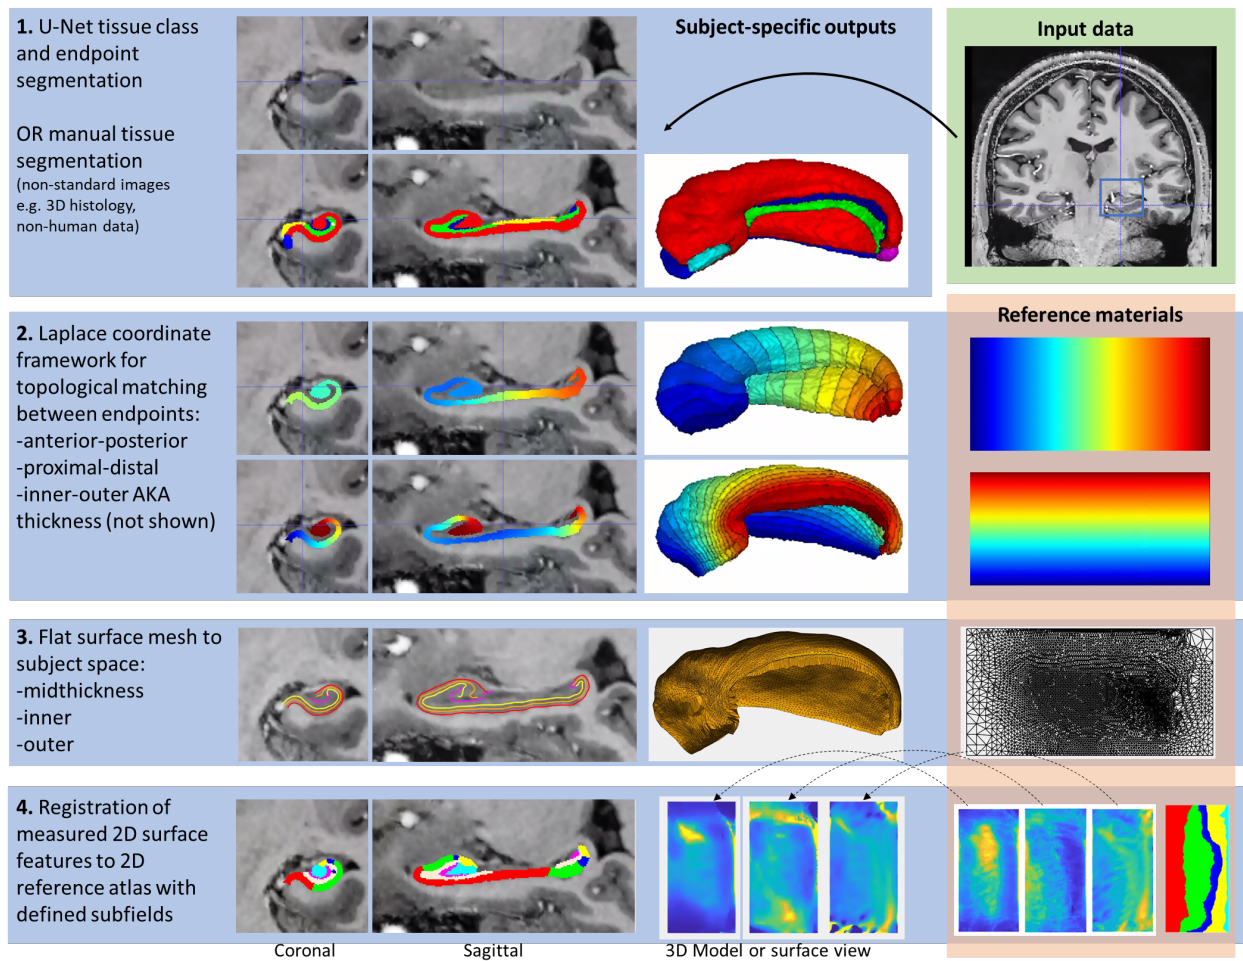 1. U-Net tissue class
and endpoint
segmentation
OR manual tissue
segmentation
(non-standard images
e.g. 3D histology,
non-human data)
Subject-specific outputs
Input data
Reference materials
2. Laplace coordinate
framework for
topological matching
between endpoints:
-anterior-posterior
-proximal-distal
-inner-outer AKA
thickness (not shown)
3. Flat surface mesh to
subject space:
-midthickness
-inner
-outer
4. Registration of
measured 2D surface
features to 2D
reference atlas with
defined subfields
Coronal
Sagittal
3D Model or surface view